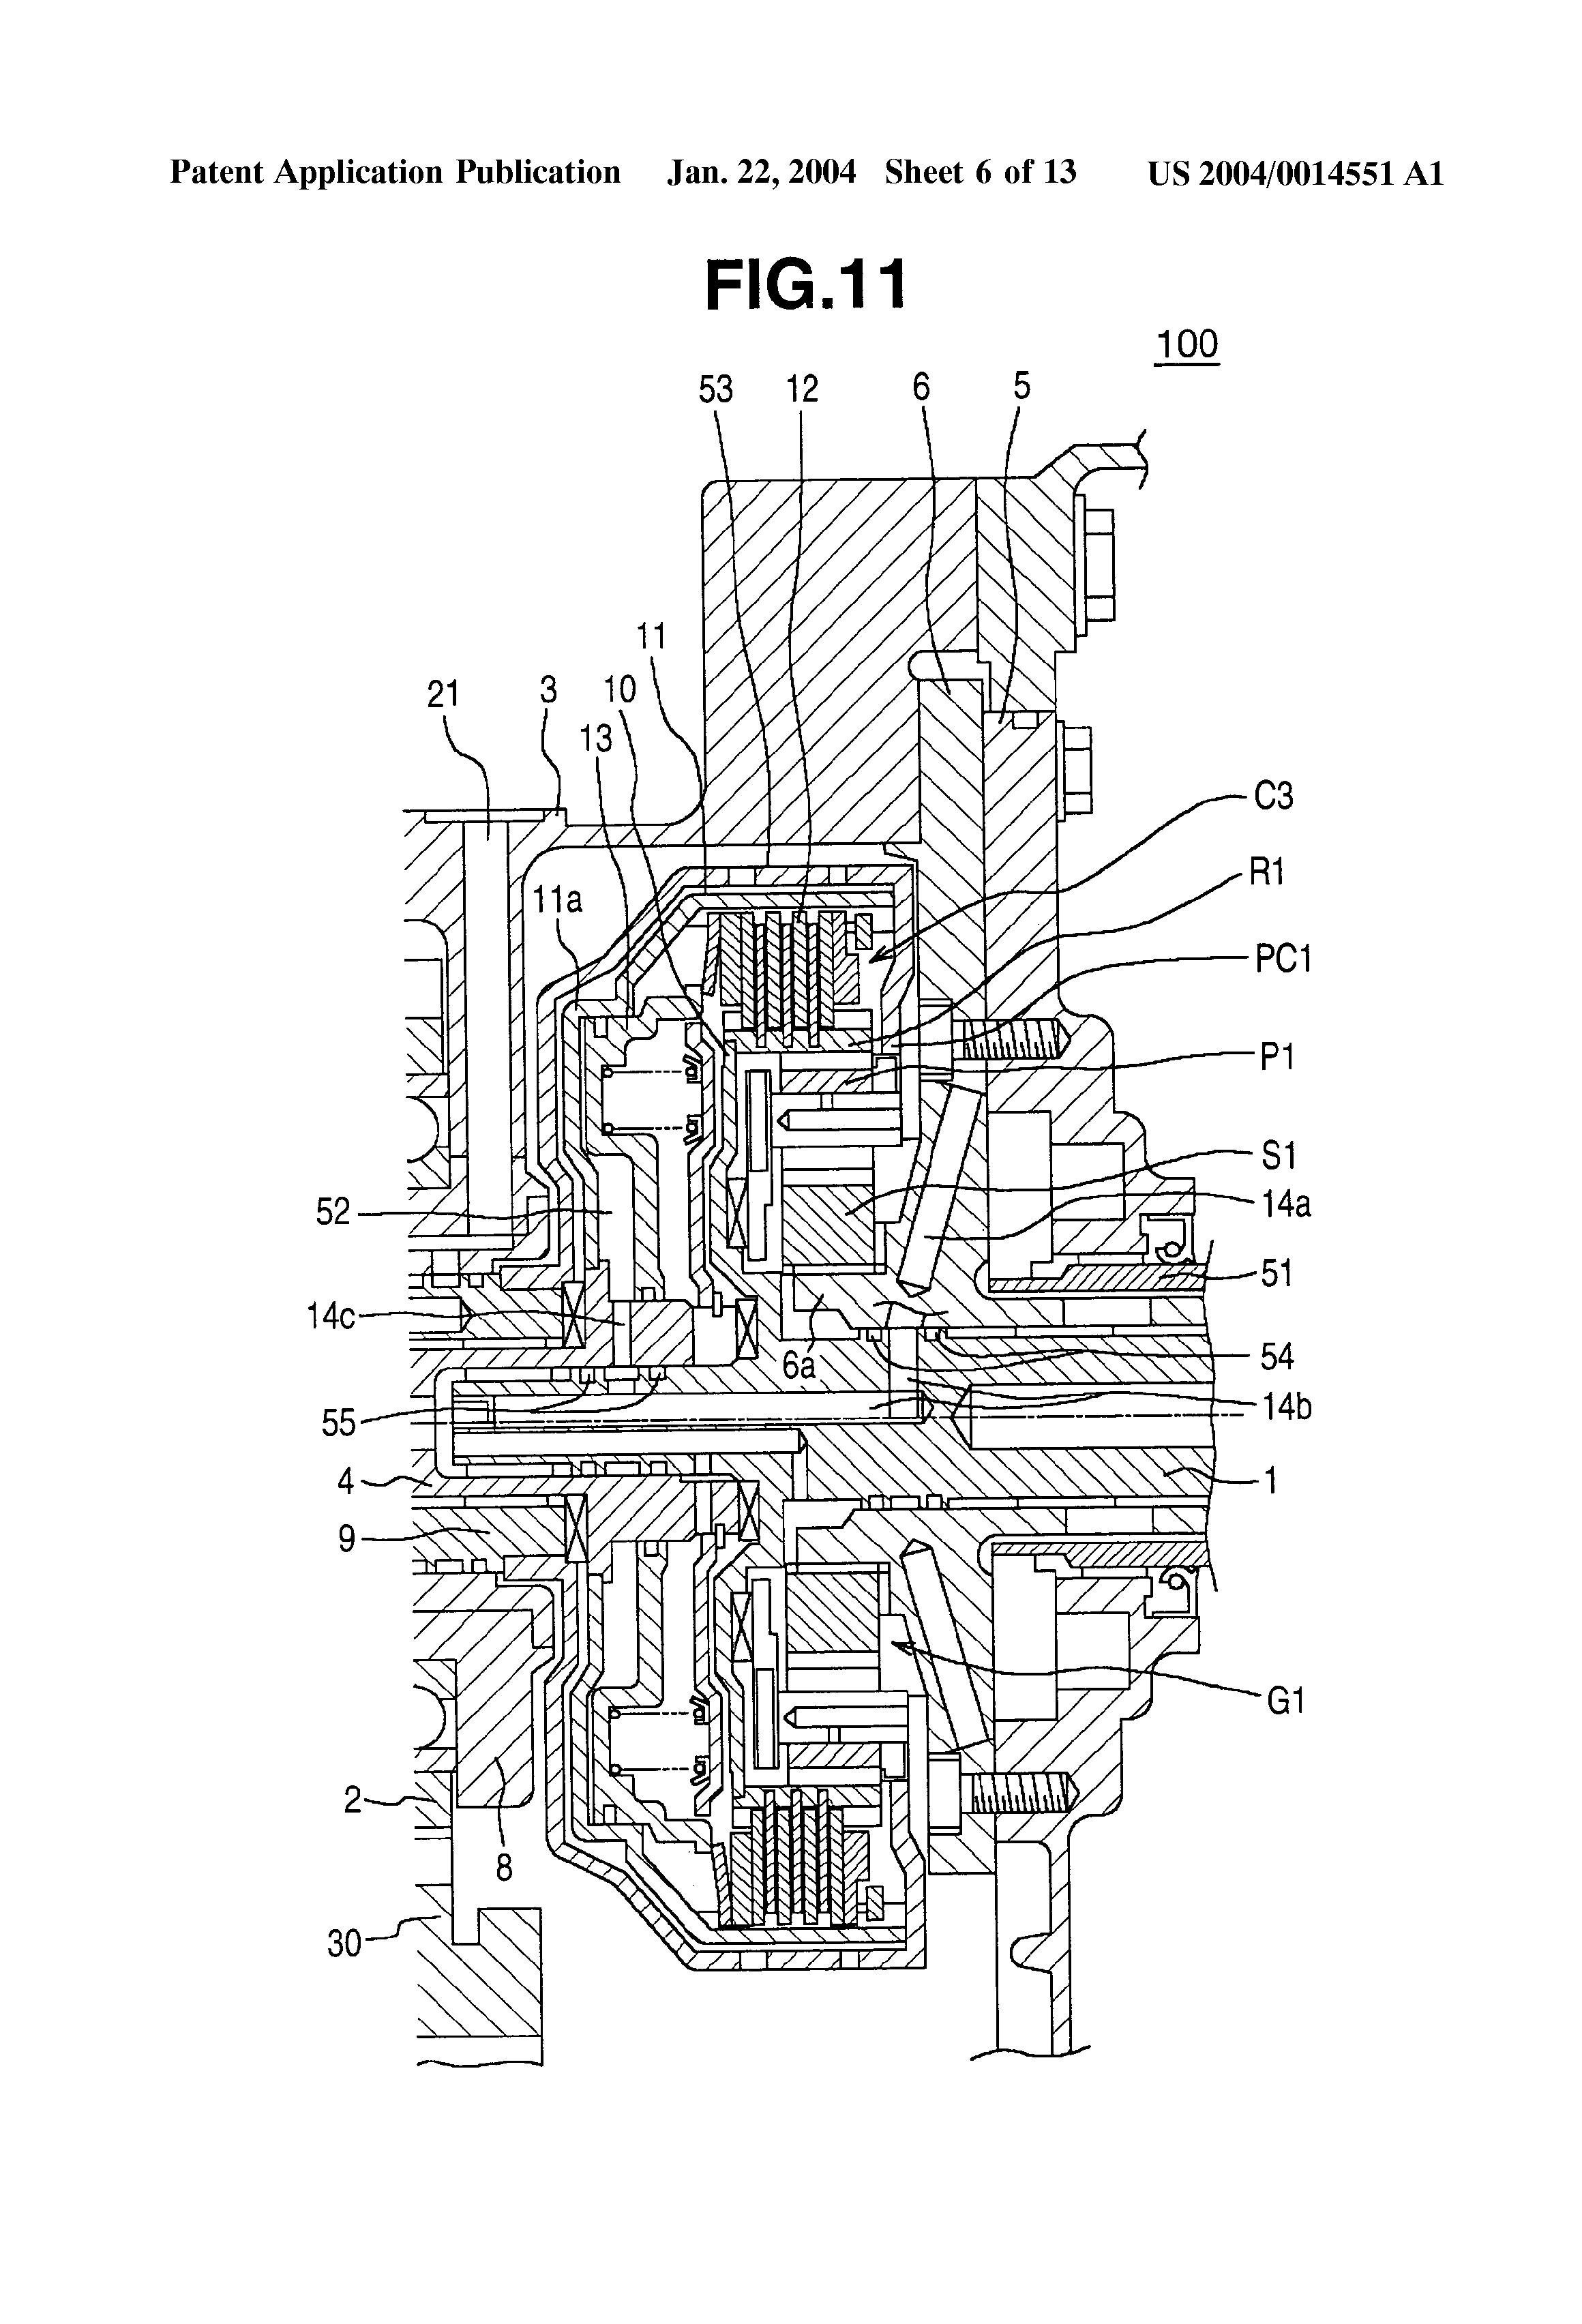 Patent Application Publication Jan. 22, 2004 Sheet 6 of 13 US 2004/0014551 A1
FIG.11
100
53 12 6 5
11
21 3 10
13
C3
R1
11a
PC1
P1
S1
52 14a
51
14c
6a 54
55 14b
4 1
9
G1
2
8
30